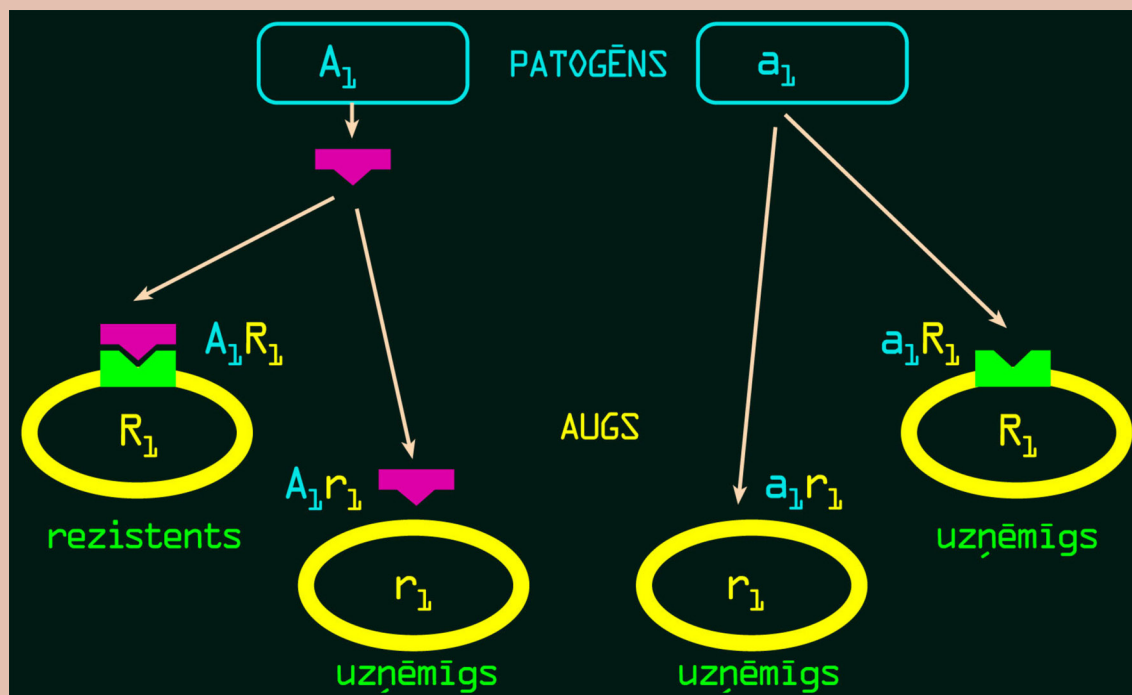 A₁
PATOGĒNS
a₁
A₁R₁
a₁R₁
R₁
AUGS
R₁
A₁r₁
a₁r₁
rezistents
uzņēmīgs
r₁
r₁
uzņēmīgs
uzņēmīgs